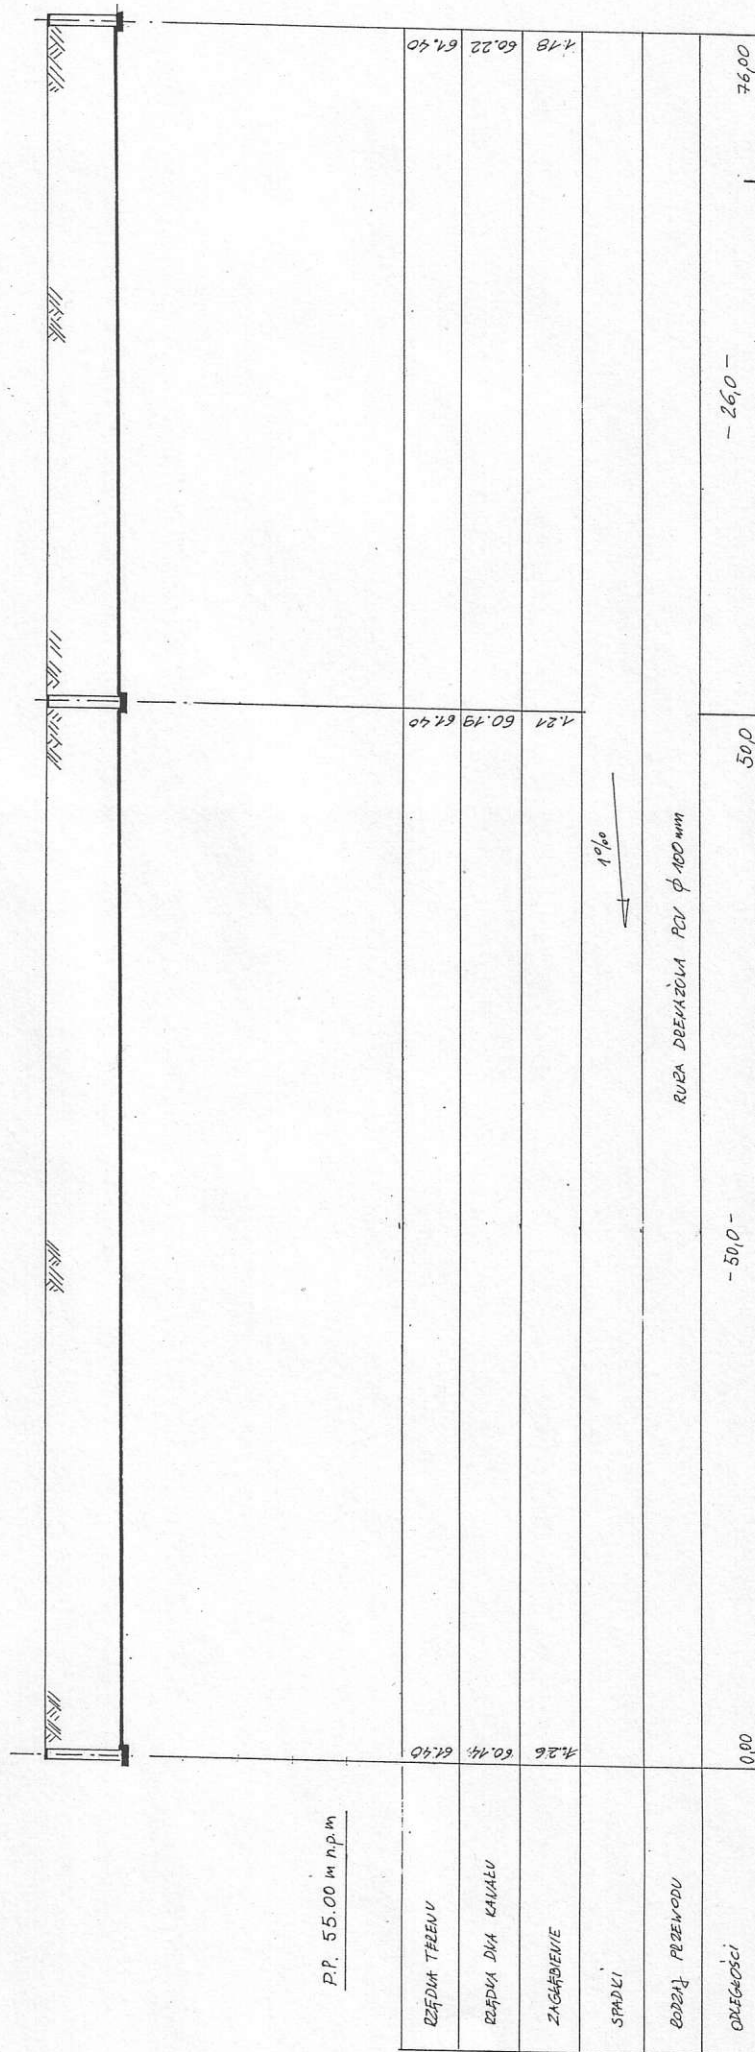 P.P. 55.00 m n.p.m
RZĘDNA TERENU 61.40 61.40 61.40
RZĘDNA DNA KANAŁU 60.14 60.19 60.22
ZAGŁĘBIENIE 1.26 1.21 1.18
SPADKI 1‰
RODZAJ PRZEWODU RURA DRENAŻOWA PCV ϕ 100 mm
ODLEGŁOŚCI 0,00 - 50,0 - 50,0 - 26,0 - 76,00